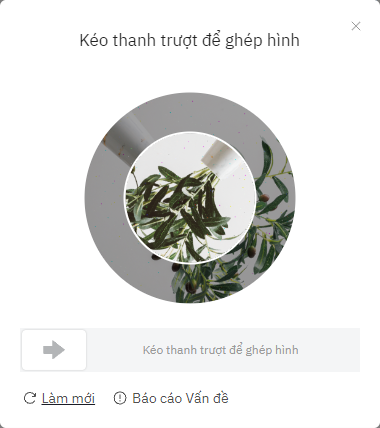 Kéo thanh trượt để ghép hình
Kéo thanh trượt để ghép hình
Làm mới
Báo cáo Vấn đề